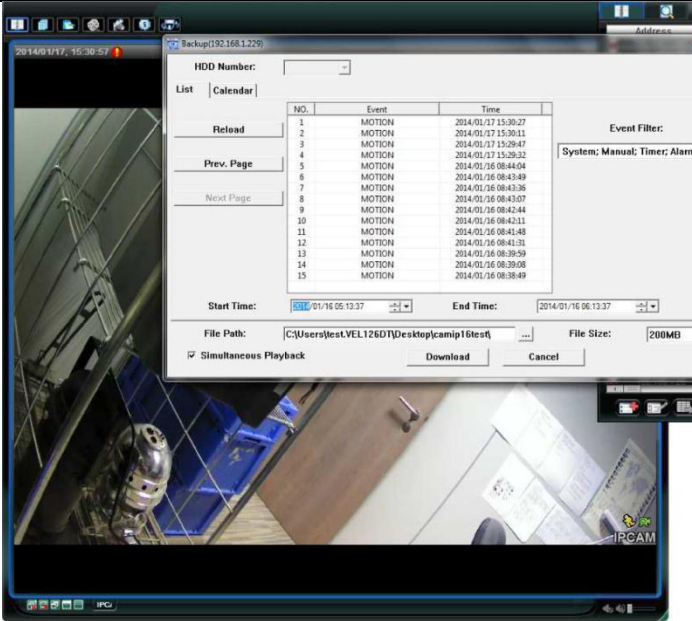 Address
2014/01/17, 15:30:57
Backup(192.168.1.229)
HDD Number:
List Calendar
NO. Event Time
1 MOTION 2014/01/17 15:30:27
2 MOTION 2014/01/17 15:30:11
3 MOTION 2014/01/17 15:29:47
4 MOTION 2014/01/17 15:29:32
5 MOTION 2014/01/16 08:44:04
6 MOTION 2014/01/16 08:43:49
7 MOTION 2014/01/16 08:43:36
8 MOTION 2014/01/16 08:43:07
9 MOTION 2014/01/16 08:42:44
10 MOTION 2014/01/16 08:42:11
11 MOTION 2014/01/16 08:41:48
12 MOTION 2014/01/16 08:41:31
13 MOTION 2014/01/16 08:39:59
14 MOTION 2014/01/16 08:39:08
15 MOTION 2014/01/16 08:38:49
Reload
Prev. Page
Next Page
Event Filter:
System; Manual; Timer; Alarm
Start Time: 2014/01/16 05:13:37 End Time: 2014/01/16 06:13:37
File Path: C:\Users\test.VEL126DT\Desktop\camip16test\ ... File Size: 200MB
Simultaneous Playback Download Cancel
IPCAM